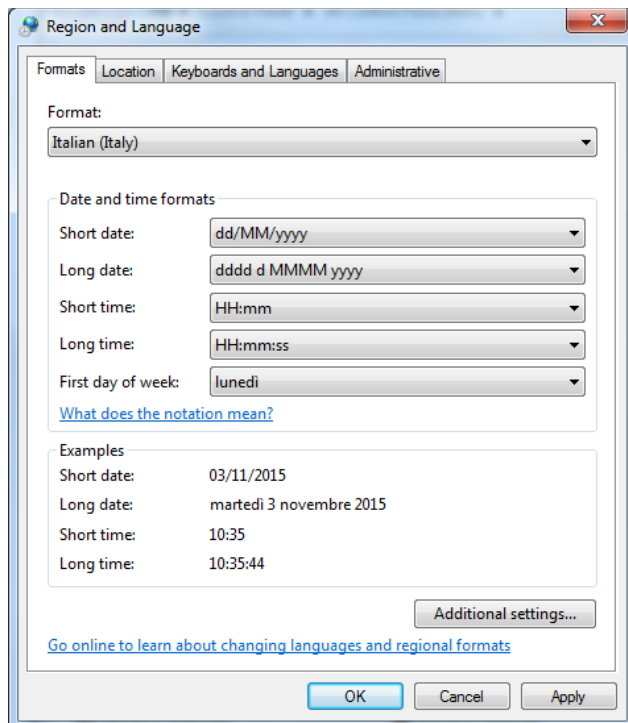 Region and Language
Formats Location Keyboards and Languages Administrative
Format:
Italian (Italy)
Date and time formats
Short date: dd/MM/yyyy
Long date: dddd d MMMM yyyy
Short time: HH:mm
Long time: HH:mm:ss
First day of week: lunedì
What does the notation mean?
Examples
Short date: 03/11/2015
Long date: martedì 3 novembre 2015
Short time: 10:35
Long time: 10:35:44
Additional settings...
Go online to learn about changing languages and regional formats
OK Cancel Apply